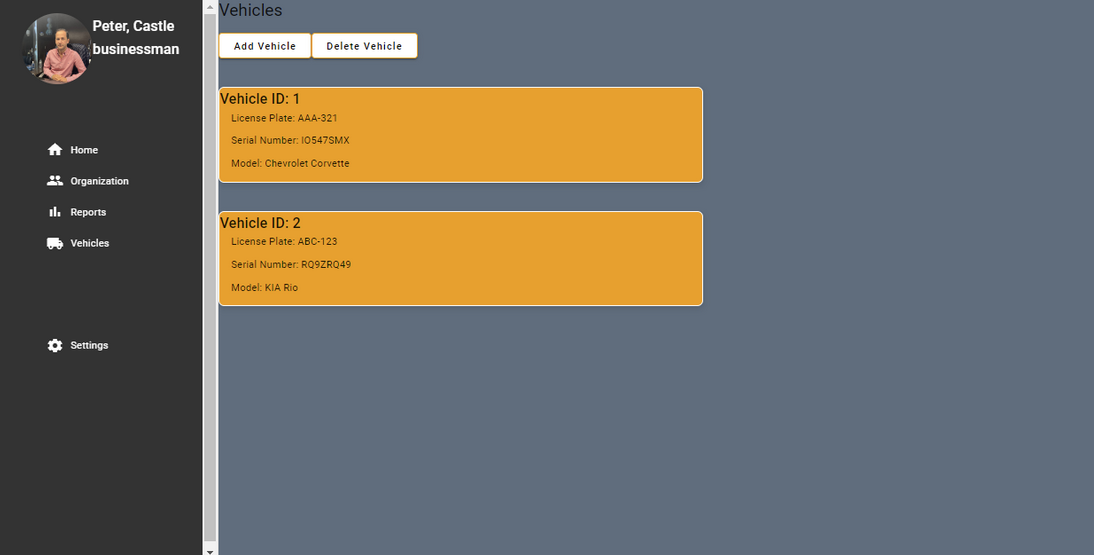 Peter, Castle
businessman
Home
Organization
Reports
Vehicles
Settings
Vehicles
Add Vehicle
Delete Vehicle
Vehicle ID: 1
License Plate: AAA-321
Serial Number: IO547SMX
Model: Chevrolet Corvette
Vehicle ID: 2
License Plate: ABC-123
Serial Number: RQ9ZRQ49
Model: KIA Rio